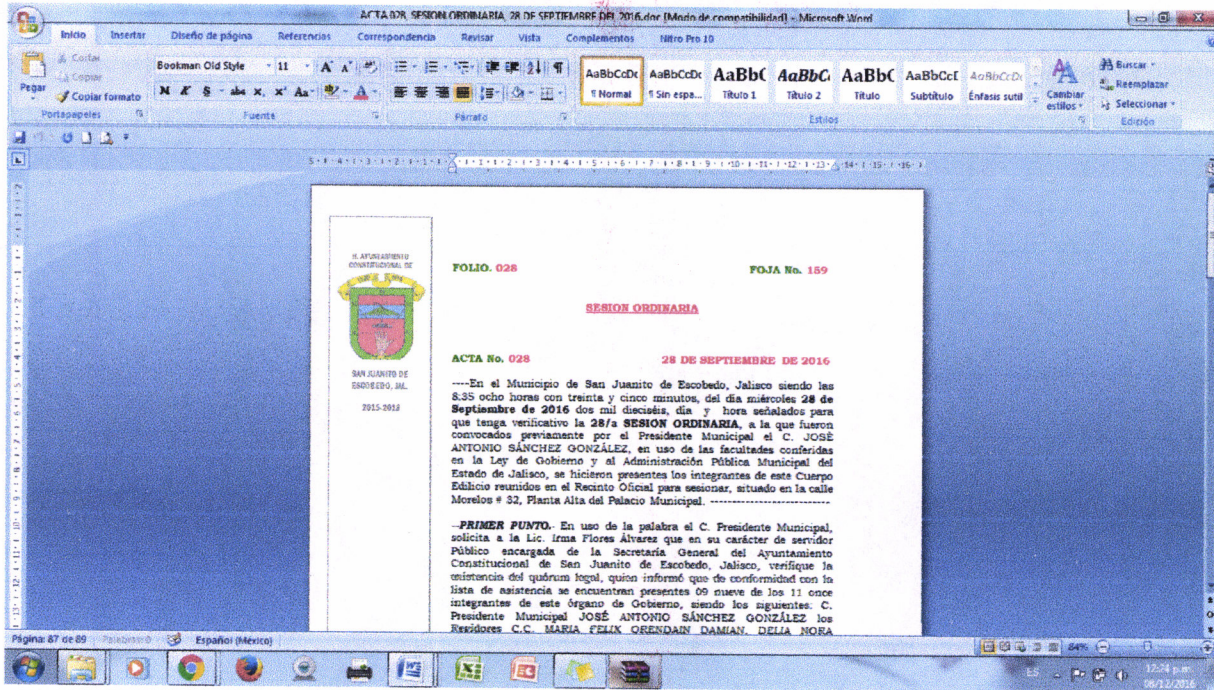 ACTA 028, SESION ORDINARIA, 28 DE SEPTIEMBRE DEL 2016.doc [Modo de compatibilidad] - Microsoft Word
Inicio Insertar Diseño de página Referencias Correspondencia Revisar Vista Complementos Nitro Pro 10
Cortar
Copiar
Copiar formato
Pegar
Portapapeles
Bookman Old Style 11
N K S abc x, x² Aa
Fuente
Párrafo
AaBbCcDc AaBbCcDc AaBbC AaBbC AaBbC AaBbCcI AaBbCcDc
¶ Normal ¶ Sin espa... Título 1 Título 2 Título Subtítulo Énfasis sutil
Cambiar estilos
Estilos
Buscar
Reemplazar
Seleccionar
Edición
H. AYUNTAMIENTO
CONSTITUCIONAL DE
SAN JUANITO DE
ESCOBEDO, JAL.
2015-2018
FOLIO. 028 FOJA No. 159
SESION ORDINARIA
ACTA No. 028 28 DE SEPTIEMBRE DE 2016
----En el Municipio de San Juanito de Escobedo, Jalisco siendo las
8:35 ocho horas con treinta y cinco minutos, del día miércoles 28 de
Septiembre de 2016 dos mil dieciséis, día y hora señalados para
que tenga verificativo la 28/a SESION ORDINARIA, a la que fueron
convocados previamente por el Presidente Municipal el C. JOSÈ
ANTONIO SÁNCHEZ GONZÁLEZ, en uso de las facultades conferidas
en la Ley de Gobierno y al Administración Pública Municipal del
Estado de Jalisco, se hicieron presentes los integrantes de este Cuerpo
Edilicio reunidos en el Recinto Oficial para sesionar, situado en la calle
Morelos # 32, Planta Alta del Palacio Municipal. --------------------------
--PRIMER PUNTO.- En uso de la palabra el C. Presidente Municipal,
solicita a la Lic. Irma Flores Álvarez que en su carácter de servidor
Público encargada de la Secretaría General del Ayuntamiento
Constitucional de San Juanito de Escobedo, Jalisco, verifique la
existencia del quórum legal, quien informó que de conformidad con la
lista de asistencia se encuentran presentes 09 nueve de los 11 once
integrantes de este órgano de Gobierno, siendo los siguientes: C.
Presidente Municipal JOSÉ ANTONIO SÁNCHEZ GONZÁLEZ los
Regidores C.C. MARIA FELIX ORENDAIN DAMIAN, DELIA NORA
Página: 87 de 89 Palabras: 0 Español (México) 84%
ES 12:24 p.m.
08/12/2016